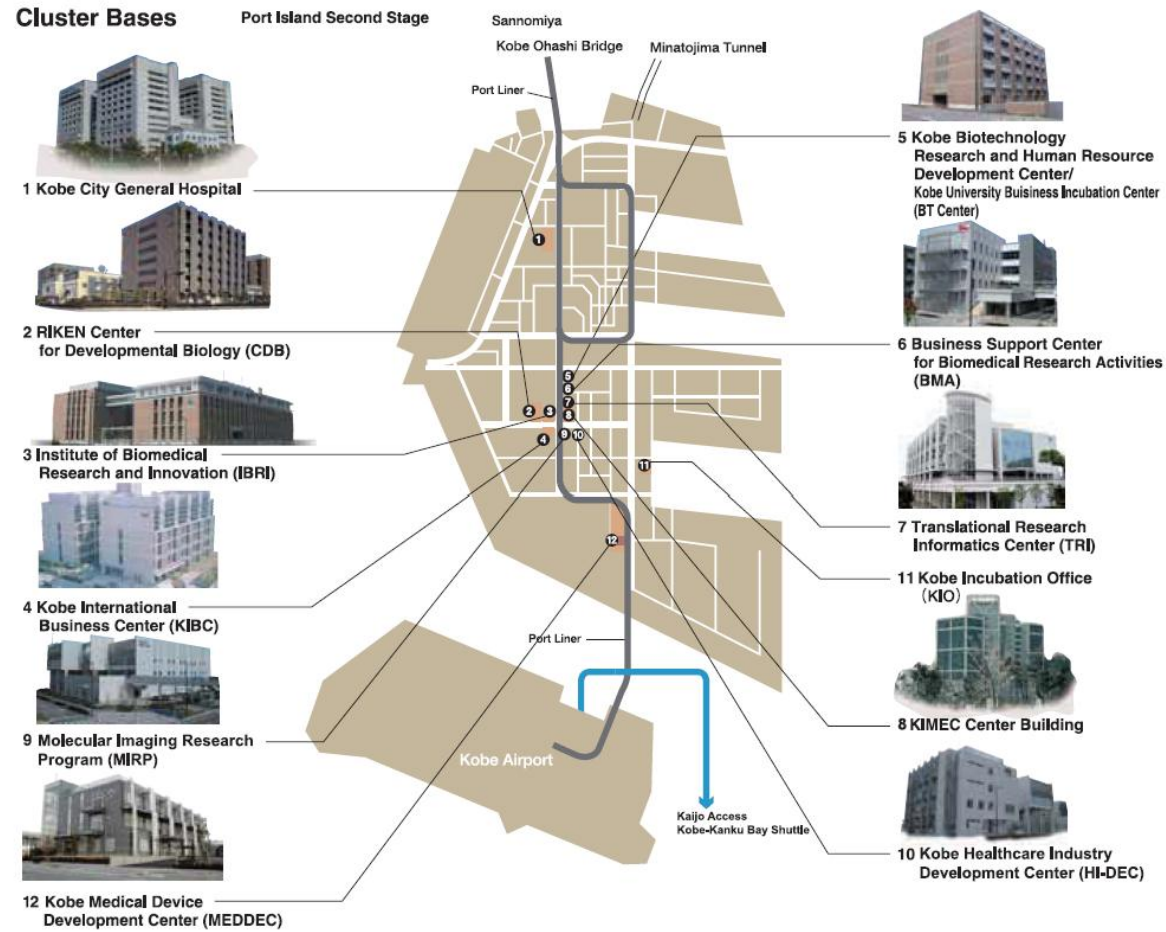 Cluster Bases
Port Island Second Stage
Sannomiya
Kobe Ohashi Bridge
Minatojima Tunnel
Port Liner
1 Kobe City General Hospital
2 RIKEN Center
for Developmental Biology (CDB)
3 Institute of Biomedical
Research and Innovation (IBRI)
4 Kobe International
Business Center (KIBC)
9 Molecular Imaging Research
Program (MIRP)
12 Kobe Medical Device
Development Center (MEDDEC)
1
5
6
7
2
3
8
4
9
10
11
12
Port Liner
Kobe Airport
Kaijo Access
Kobe-Kanku Bay Shuttle
5 Kobe Biotechnology
Research and Human Resource
Development Center/
Kobe University Buisiness Incubation Center
(BT Center)
6 Business Support Center
for Biomedical Research Activities
(BMA)
7 Translational Research
Informatics Center (TRI)
11 Kobe Incubation Office
(KIO)
8 KIMEC Center Building
10 Kobe Healthcare Industry
Development Center (HI-DEC)